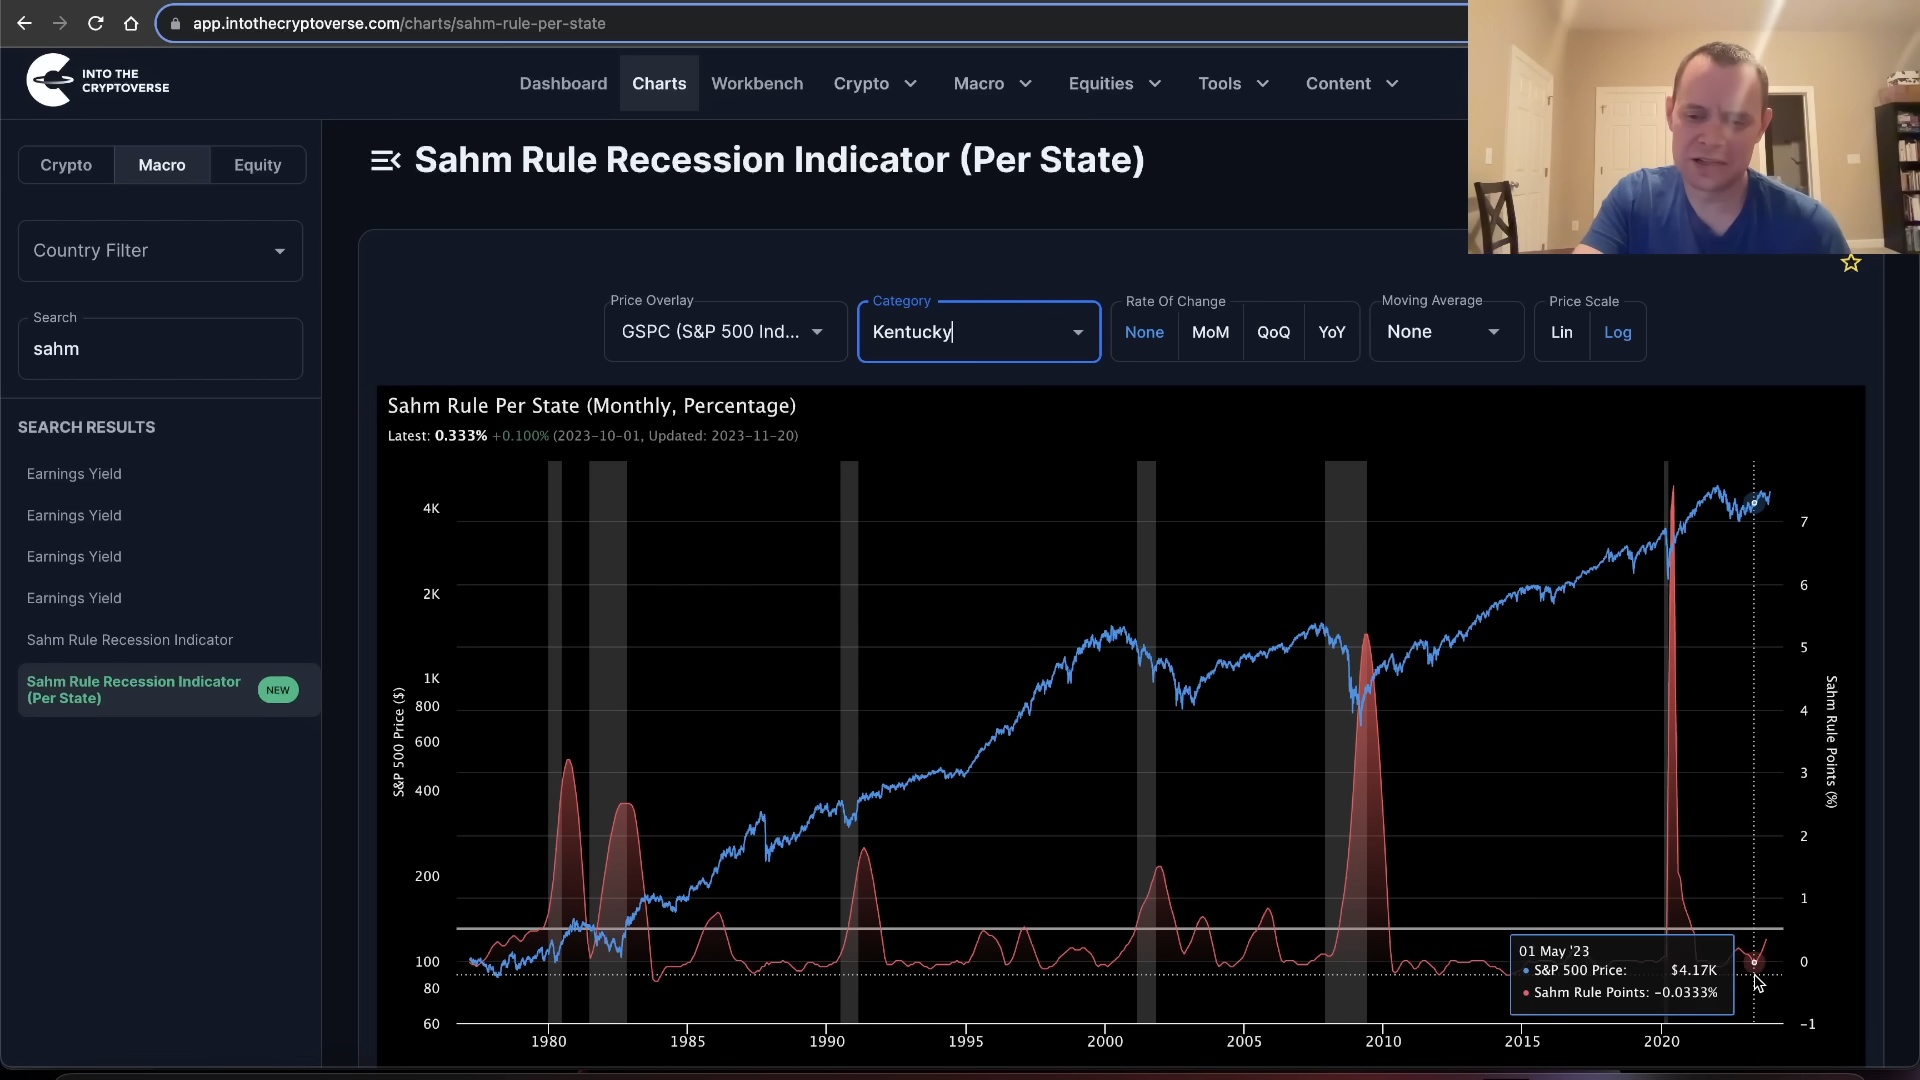 app.intothecryptoverse.com/charts/sahm-rule-per-state
INTO THE
CRYPTOVERSE
Dashboard
Charts
Workbench
Crypto
Macro
Equities
Tools
Content
Crypto
Macro
Equity
Country Filter
Search
sahm
SEARCH RESULTS
Earnings Yield
Earnings Yield
Earnings Yield
Earnings Yield
Sahm Rule Recession Indicator
Sahm Rule Recession Indicator
(Per State)
NEW
Sahm Rule Recession Indicator (Per State)
Price Overlay
GSPC (S&P 500 Ind...
Category
Kentucky
Rate Of Change
None
MoM
QoQ
YoY
Moving Average
None
Price Scale
Lin
Log
Sahm Rule Per State (Monthly, Percentage)
Latest: 0.333% +0.100% (2023-10-01, Updated: 2023-11-20)
4K
2K
1K
800
600
400
200
100
80
60
S&P 500 Price ($)
7
6
5
4
3
2
1
0
-1
Sahm Rule Points (%)
01 May '23
S&P 500 Price: $4.17K
Sahm Rule Points: -0.0333%
1980
1985
1990
1995
2000
2005
2010
2015
2020